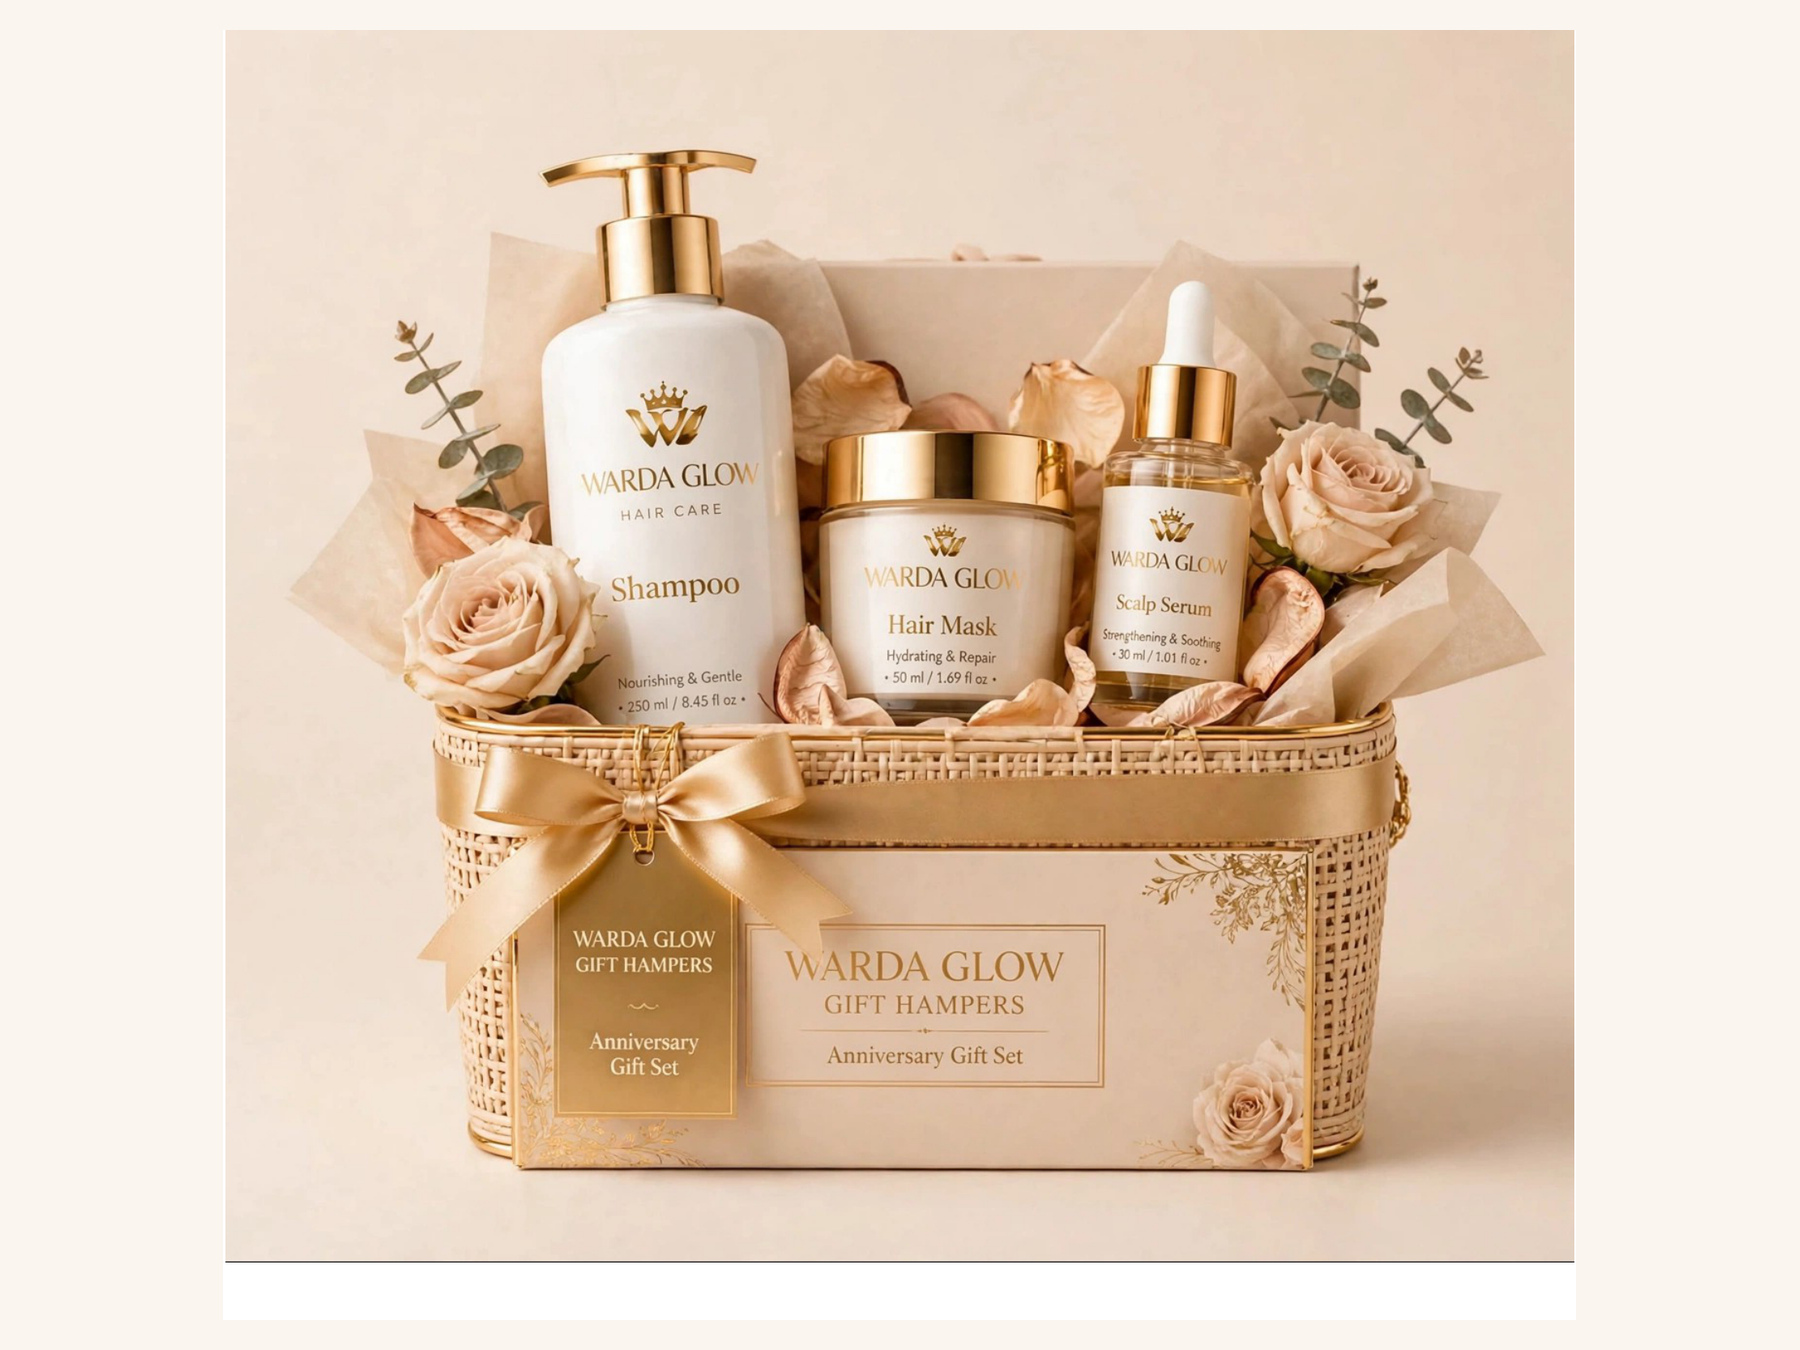 WARDA GLOW
HAIR CARE
Shampoo
Nourishing & Gentle
• 250 ml / 8.45 fl oz •
WARDA GLOW
Hair Mask
Hydrating & Repair
• 50 ml / 1.69 fl oz •
WARDA GLOW
Scalp Serum
Strengthening & Soothing
• 30 ml / 1.01 fl oz •
WARDA GLOW
GIFT HAMPERS
Anniversary
Gift Set
WARDA GLOW
GIFT HAMPERS
Anniversary Gift Set